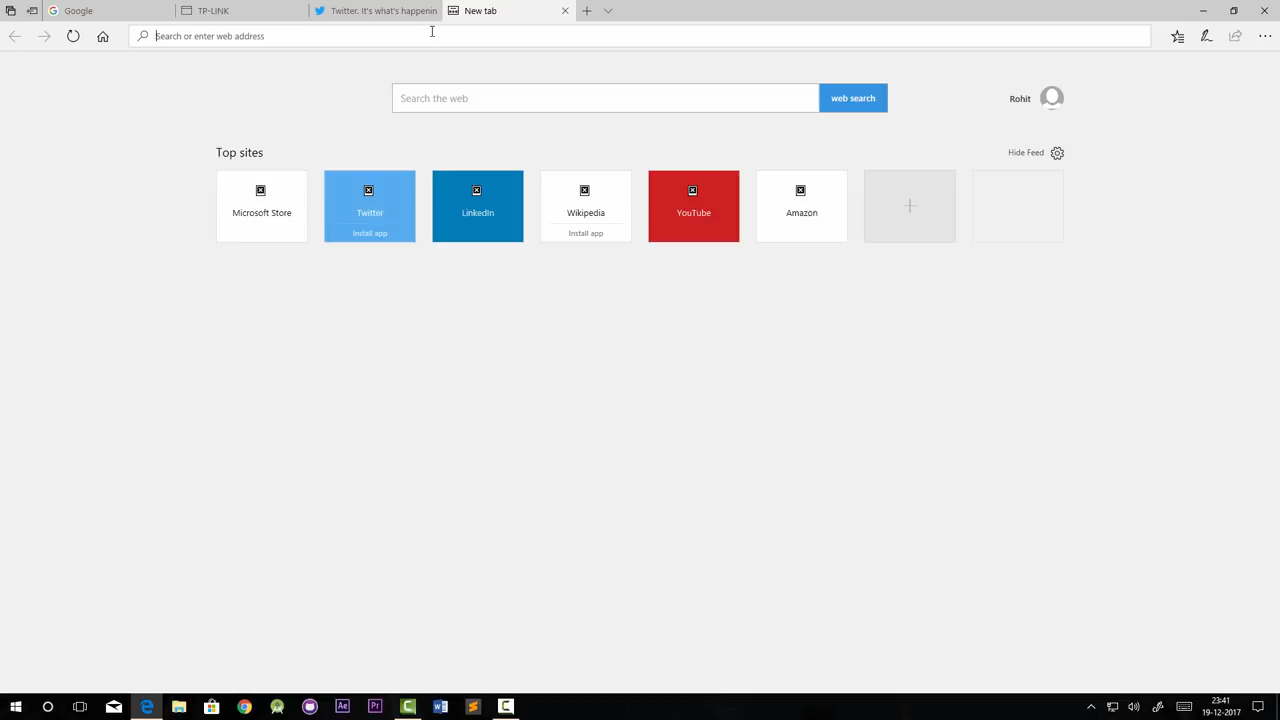 Google
TP-LINK
Twitter. It's what's happenin
New tab
Search or enter web address
Search the web
web search
Rohit
Top sites
Hide Feed
Microsoft Store
Twitter
Install app
LinkedIn
Wikipedia
Install app
YouTube
Amazon
Ae
Pr
23:41
19-12-2017